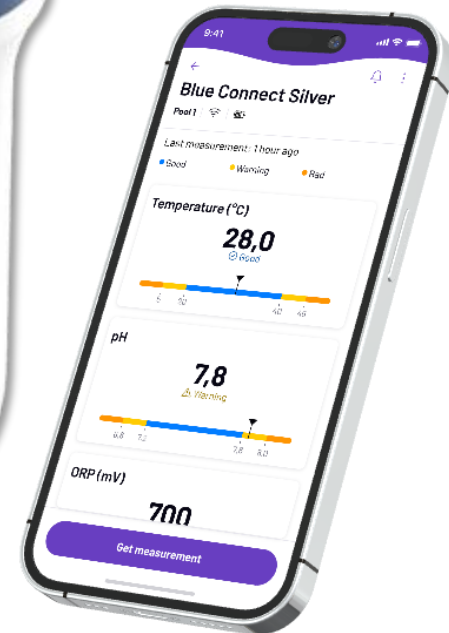 9:41
Blue Connect Silver
Pool 1
Last measurement: 1 hour ago
Good Warning Bad
Temperature (°C)
28,0
Good
5 10 40 45
pH
7,8
Warning
6,8 7,2 7,8 8,0
ORP (mV)
700
Get measurement